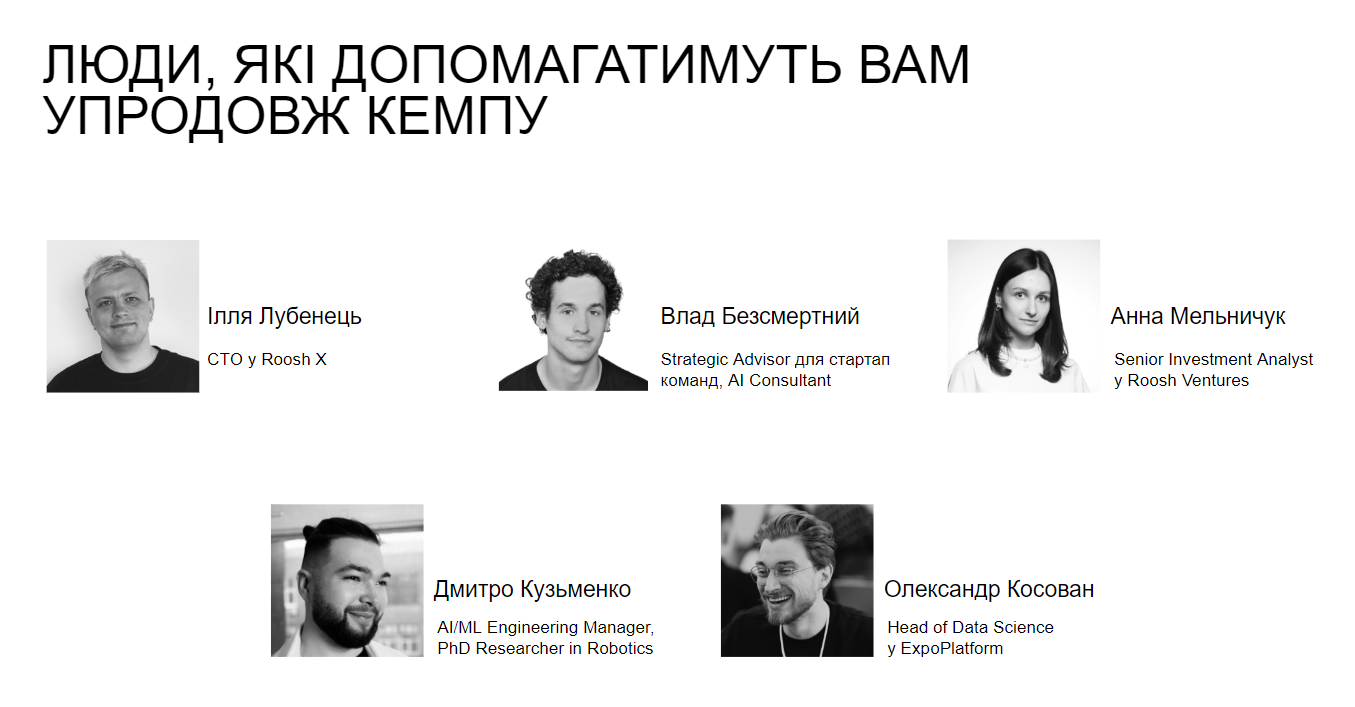 ЛЮДИ, ЯКІ ДОПОМАГАТИМУТЬ ВАМ
УПРОДОВЖ КЕМПУ
Ілля Лубенець
CTO у Roosh X
Влад Безсмертний
Strategic Advisor для стартап
команд, AI Consultant
Анна Мельничук
Senior Investment Analyst
у Roosh Ventures
Дмитро Кузьменко
AI/ML Engineering Manager,
PhD Researcher in Robotics
Олександр Косован
Head of Data Science
у ExpoPlatform